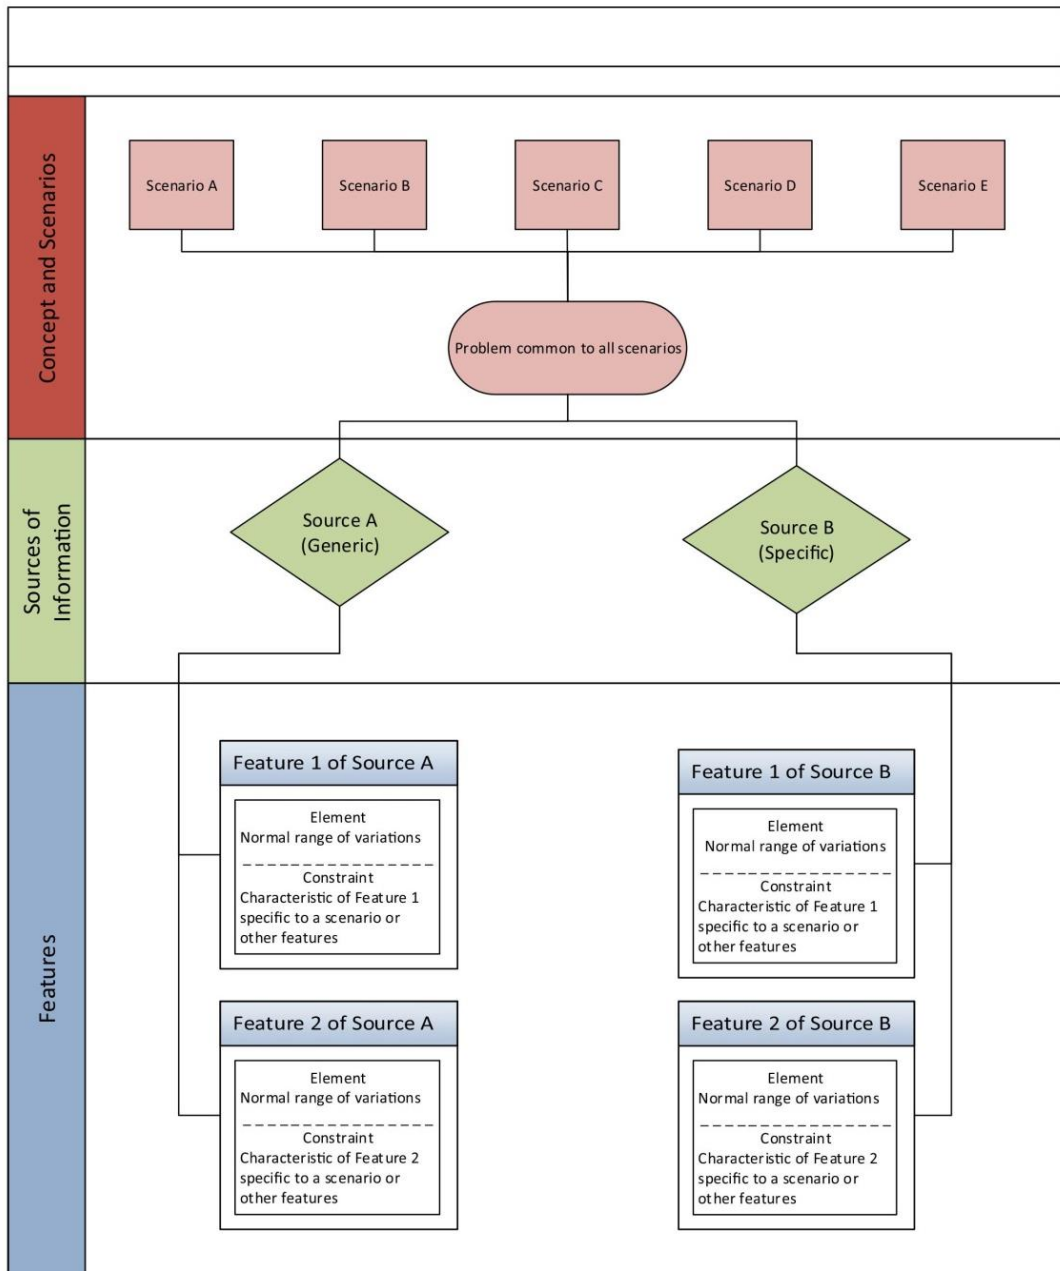 Concept and Scenarios
Scenario A
Scenario B
Scenario C
Scenario D
Scenario E
Problem common to all scenarios
Sources of
Information
Source A
(Generic)
Source B
(Specific)
Features
Feature 1 of Source A
Element
Normal range of variations
Constraint
Characteristic of Feature 1
specific to a scenario or
other features
Feature 1 of Source B
Element
Normal range of variations
Constraint
Characteristic of Feature 1
specific to a scenario or
other features
Feature 2 of Source A
Element
Normal range of variations
Constraint
Characteristic of Feature 2
specific to a scenario or
other features
Feature 2 of Source B
Element
Normal range of variations
Constraint
Characteristic of Feature 2
specific to a scenario or
other features